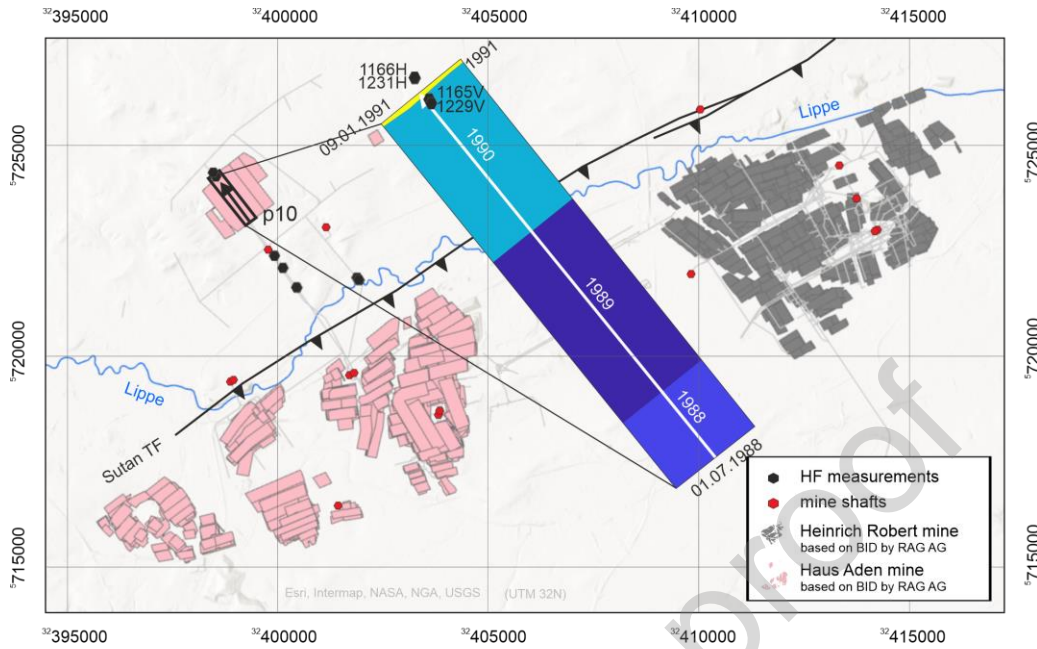 32395000 32400000 32405000 32410000 32415000
1991
1166H
1231H
1165V
1229V
09.01.1991
1990
Lippe
5725000 5725000
p10
1989
5720000 5720000
Lippe
1988
01.07.1988
Sutan TF
HF measurements
mine shafts
Heinrich Robert mine
based on BID by RAG AG
Haus Aden mine
based on BID by RAG AG
5715000 5715000
Esri, Intermap, NASA, NGA, USGS (UTM 32N)
32395000 32400000 32405000 32410000 32415000
proof